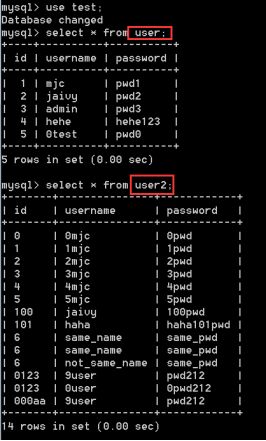 mysql> use test;
Database changed
mysql> select * from user;
+----+----------+----------+
| id | username | password |
+----+----------+----------+
| 1 | mjc | pwd1 |
| 2 | jaivy | pwd2 |
| 3 | admin | pwd3 |
| 4 | hehe | hehe123 |
| 5 | 0test | pwd0 |
+----+----------+----------+
5 rows in set (0.00 sec)
mysql> select * from user2;
+-------+---------------+------------+
| id | username | password |
+-------+---------------+------------+
| 0 | 0mjc | 0pwd |
| 1 | 1mjc | 1pwd |
| 2 | 2mjc | 2pwd |
| 3 | 3mjc | 3pwd |
| 4 | 4mjc | 4pwd |
| 5 | 5mjc | 5pwd |
| 100 | jaivy | 100pwd |
| 101 | haha | haha101pwd |
| 6 | same_name | same_pwd |
| 6 | same_name | same_pwd |
| 6 | not_same_name | same_pwd |
| 0123 | 9user | pwd212 |
| 0123 | 0user | 0pwd212 |
| 000aa | 9user | pwd212 |
+-------+---------------+------------+
14 rows in set (0.00 sec)